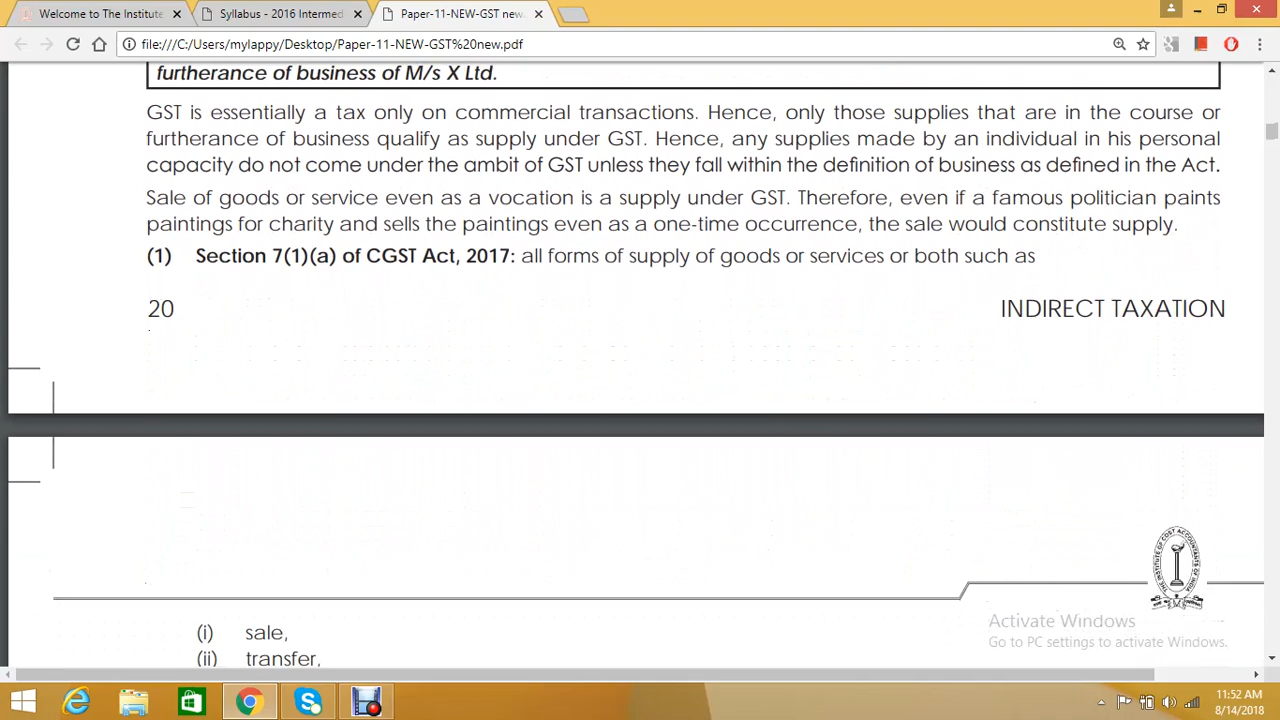 Welcome to The Institute
Syllabus - 2016 Intermed
Paper-11-NEW-GST new.
file:///C:/Users/mylappy/Desktop/Paper-11-NEW-GST%20new.pdf
furtherance of business of M/s X Ltd.
GST is essentially a tax only on commercial transactions. Hence, only those supplies that are in the course or
furtherance of business qualify as supply under GST. Hence, any supplies made by an individual in his personal
capacity do not come under the ambit of GST unless they fall within the definition of business as defined in the Act.
Sale of goods or service even as a vocation is a supply under GST. Therefore, even if a famous politician paints
paintings for charity and sells the paintings even as a one-time occurrence, the sale would constitute supply.
(1) Section 7(1)(a) of CGST Act, 2017: all forms of supply of goods or services or both such as
20 INDIRECT TAXATION
(i) sale,
(ii) transfer,
Activate Windows
Go to PC settings to activate Windows.
11:52 AM
8/14/2018